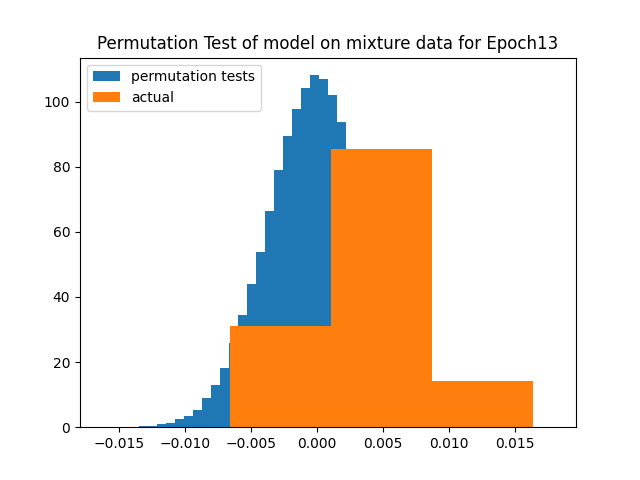 Permutation Test of model on mixture data for Epoch13
permutation tests
actual
100
80
60
40
20
0
−0.015 −0.010 −0.005 0.000 0.005 0.010 0.015